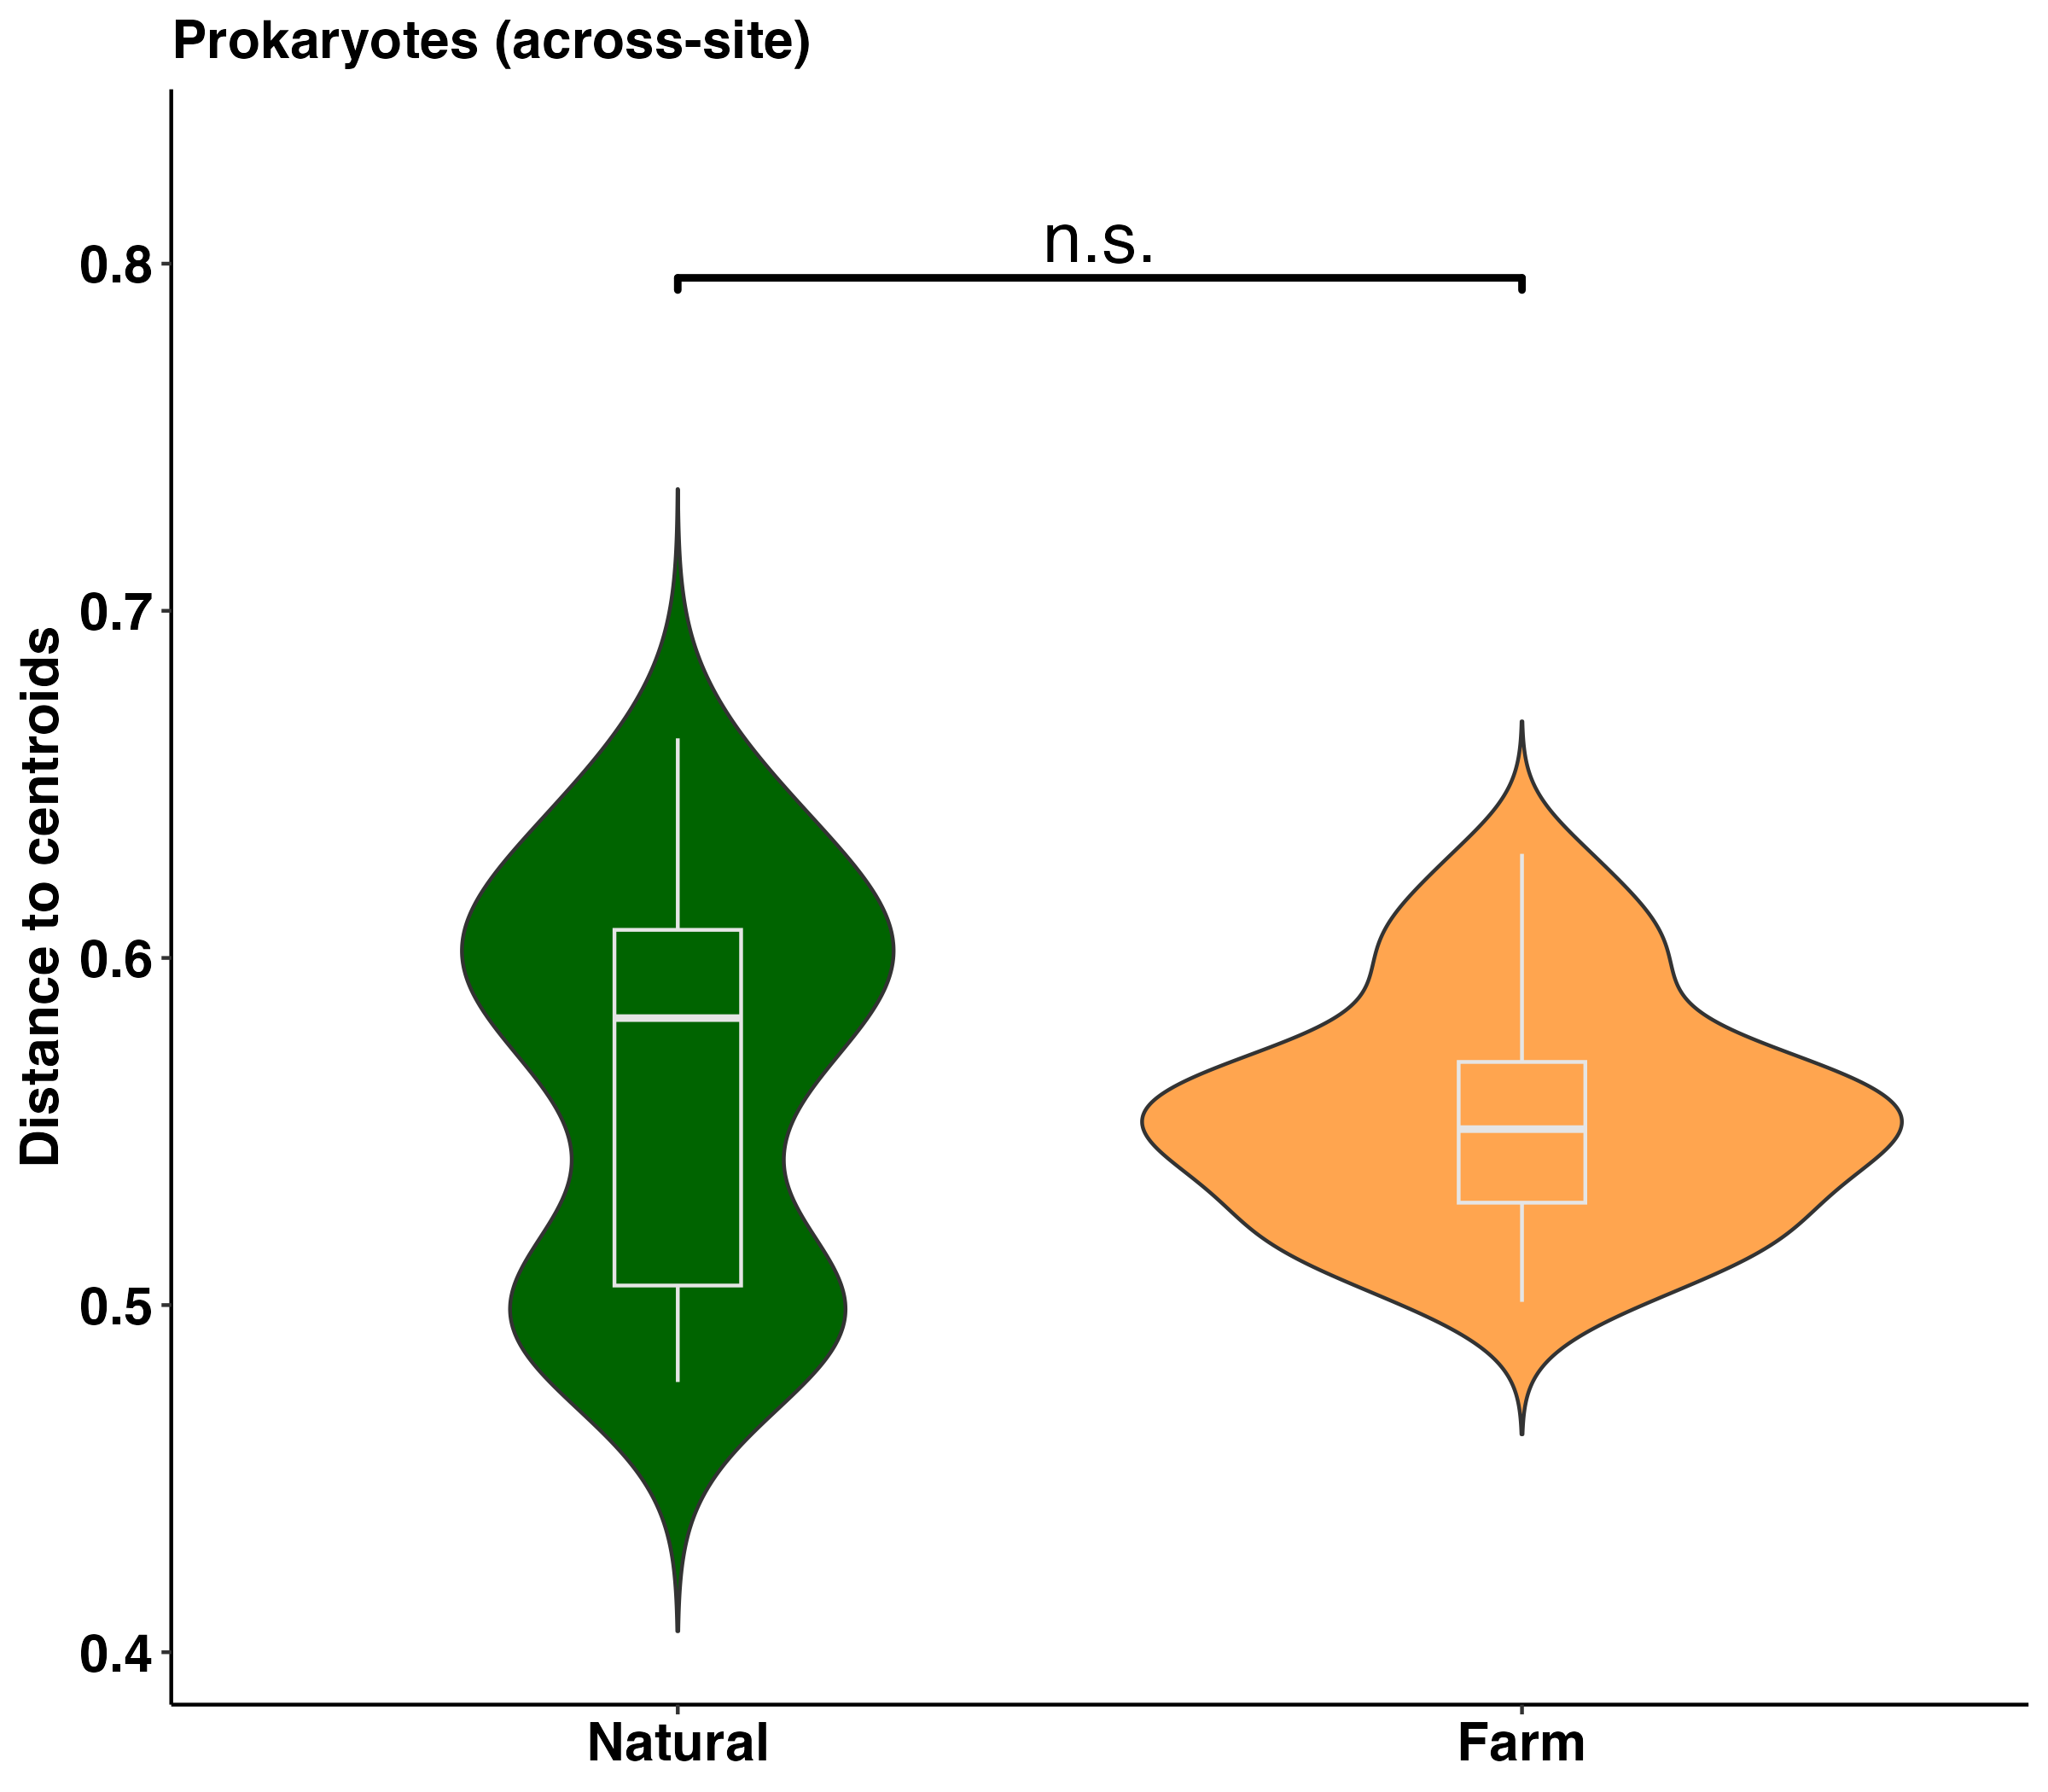 Prokaryotes (across-site)
n.s.
Distance to centroids
0.8
0.7
0.6
0.5
0.4
Natural
Farm